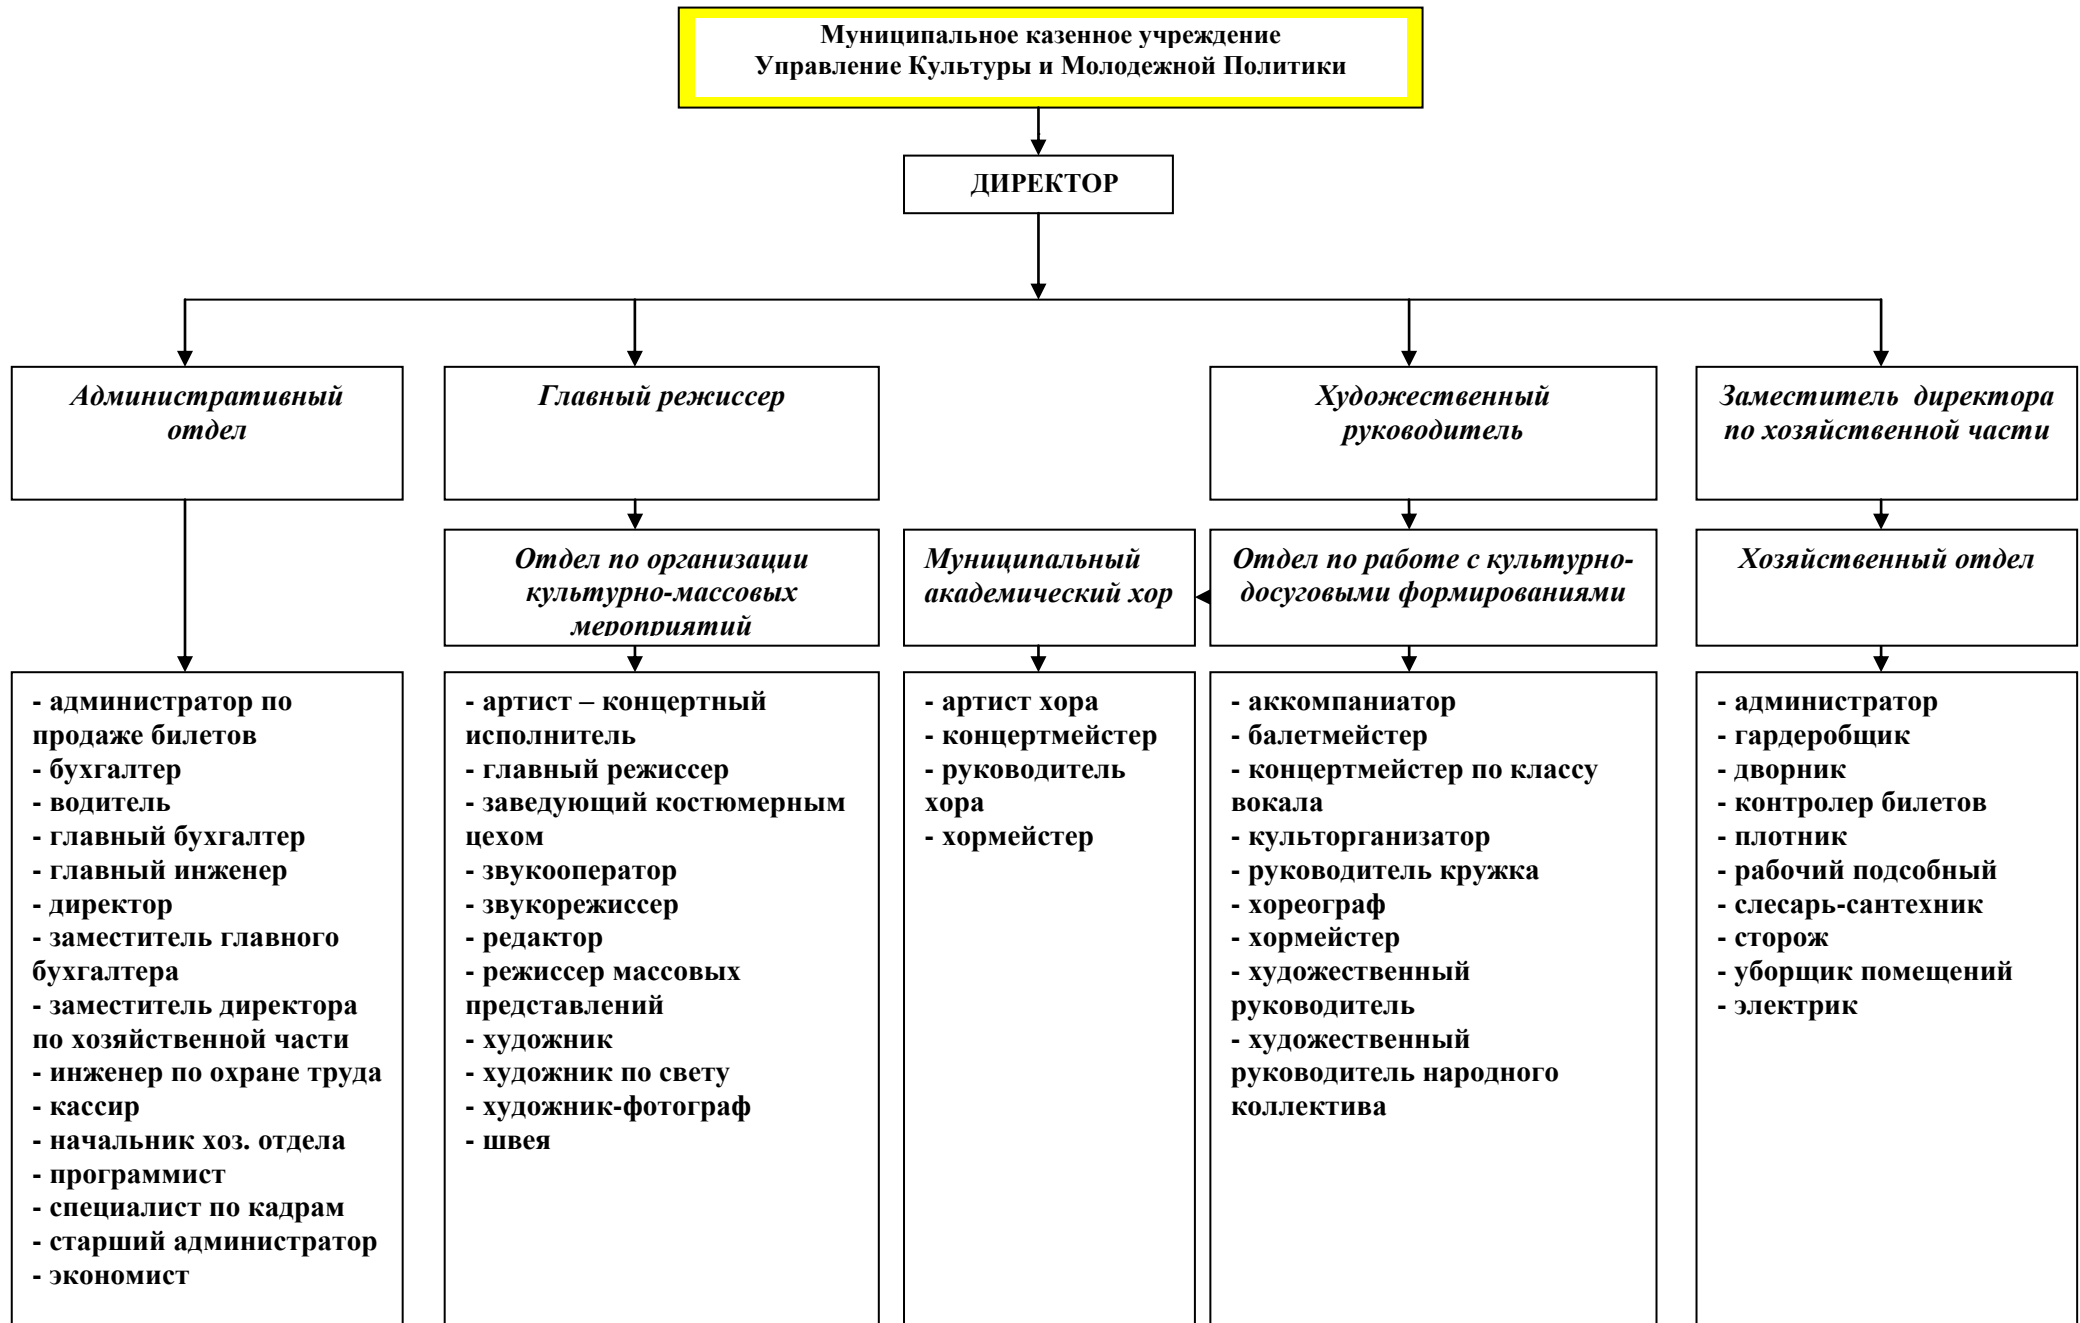 Муниципальное казенное учреждение
Управление Культуры и Молодежной Политики
ДИРЕКТОР
Административный
отдел
Главный режиссер
Художественный
руководитель
Заместитель директора
по хозяйственной части
Отдел по организации
культурно-массовых
мероприятий
Муниципальный
академический хор
Отдел по работе с культурно-
досуговыми формированиями
Хозяйственный отдел
- администратор по
продаже билетов
- бухгалтер
- водитель
- главный бухгалтер
- главный инженер
- директор
- заместитель главного
бухгалтера
- заместитель директора
по хозяйственной части
- инженер по охране труда
- кассир
- начальник хоз. отдела
- программист
- специалист по кадрам
- старший администратор
- экономист
- артист – концертный
исполнитель
- главный режиссер
- заведующий костюмерным
цехом
- звукооператор
- звукорежиссер
- редактор
- режиссер массовых
представлений
- художник
- художник по свету
- художник-фотограф
- швея
- артист хора
- концертмейстер
- руководитель
хора
- хормейстер
- аккомпаниатор
- балетмейстер
- концертмейстер по классу
вокала
- культорганизатор
- руководитель кружка
- хореограф
- хормейстер
- художественный
руководитель
- художественный
руководитель народного
коллектива
- администратор
- гардеробщик
- дворник
- контролер билетов
- плотник
- рабочий подсобный
- слесарь-сантехник
- сторож
- уборщик помещений
- электрик